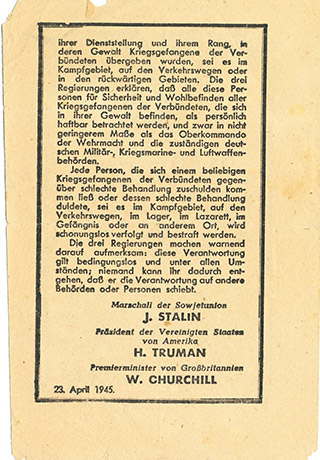 ihrer Dienststellung und ihrem Rang, in
deren Gewalt Kriegsgefangene der Ver-
bündeten übergeben wurden, sei es im
Kampfgebiet, auf den Verkehrswegen oder
in den rückwärtigen Gebieten. Die drei
Regierungen erklären, daß alle diese Per-
sonen für Sicherheit und Wohlbefinden aller
Kriegsgefangenen der Verbündeten, die sich
in ihrer Gewalt befinden, als persönlich
haftbar betrachtet werden, und zwar in nicht
geringerem Maße als das Oberkommando
der Wehrmacht und die zuständigen deut-
schen Militär-, Kriegsmarine- und Luftwaffen-
behörden.
Jede Person, die sich einem beliebigen
Kriegsgefangenen der Verbündeten gegen-
über schlechte Behandlung zuschulden kom-
men ließ oder dessen schlechte Behandlung
duldete, sei es im Kampfgebiet, auf den
Verkehrswegen, im Lager, im Lazarett, im
Gefängnis oder an anderem Ort, wird
schonungslos verfolgt und bestraft werden.
Die drei Regierungen machen warnend
darauf aufmerksam: diese Verantwortung
gilt bedingungslos und unter allen Um-
ständen; niemand kann ihr dadurch ent-
gehen, daß er die Verantwortung auf andere
Behörden oder Personen schiebt.
Marschall der Sowjetunion
J. STALIN
Präsident der Vereinigten Staaten
von Amerika
H. TRUMAN
Premierminister von Großbritannien
W. CHURCHILL
23. April 1945.